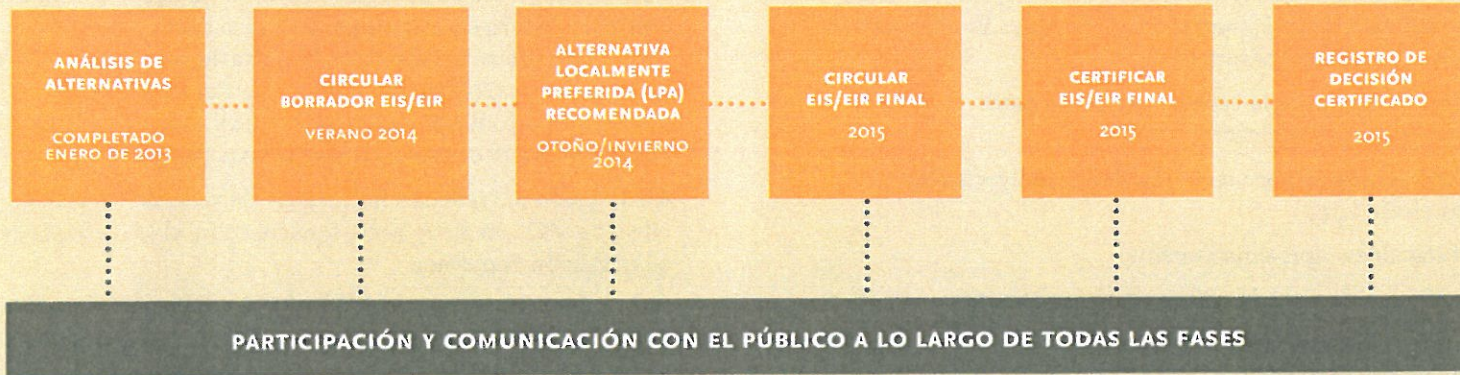 ANÁLISIS DE
ALTERNATIVAS
COMPLETADO
ENERO DE 2013
CIRCULAR
BORRADOR EIS/EIR
VERANO 2014
ALTERNATIVA
LOCALMENTE
PREFERIDA (LPA)
RECOMENDADA
OTOÑO/INVIERNO
2014
CIRCULAR
EIS/EIR FINAL
2015
CERTIFICAR
EIS/EIR FINAL
2015
REGISTRO DE
DECISIÓN
CERTIFICADO
2015
PARTICIPACIÓN Y COMUNICACIÓN CON EL PÚBLICO A LO LARGO DE TODAS LAS FASES